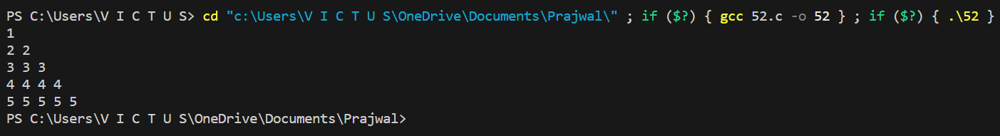 PS C:\Users\V I C T U S> cd "c:\Users\V I C T U S\OneDrive\Documents\Prajwal\" ; if ($?) { gcc 52.c -o 52 } ; if ($?) { .\52 }
1
2 2
3 3 3
4 4 4 4
5 5 5 5 5
PS C:\Users\V I C T U S\OneDrive\Documents\Prajwal>